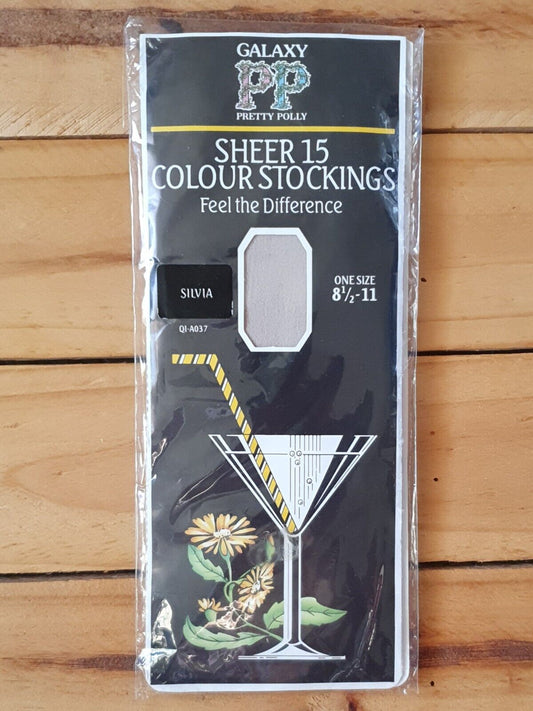 GALAXY
PP
PRETTY POLLY
SHEER 15
COLOUR STOCKINGS
Feel the Difference
SILVIA
QI-A037
ONE SIZE
8½-11